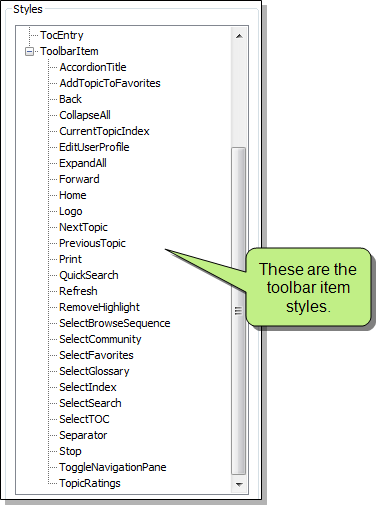 Styles
TocEntry
ToolbarItem
AccordionTitle
AddTopicToFavorites
Back
CollapseAll
CurrentTopicIndex
EditUserProfile
ExpandAll
Forward
Home
Logo
NextTopic
PreviousTopic
Print
QuickSearch
Refresh
RemoveHighlight
SelectBrowseSequence
SelectCommunity
SelectFavorites
SelectGlossary
SelectIndex
SelectSearch
SelectTOC
Separator
Stop
ToggleNavigationPane
TopicRatings
These are the
toolbar item
styles.